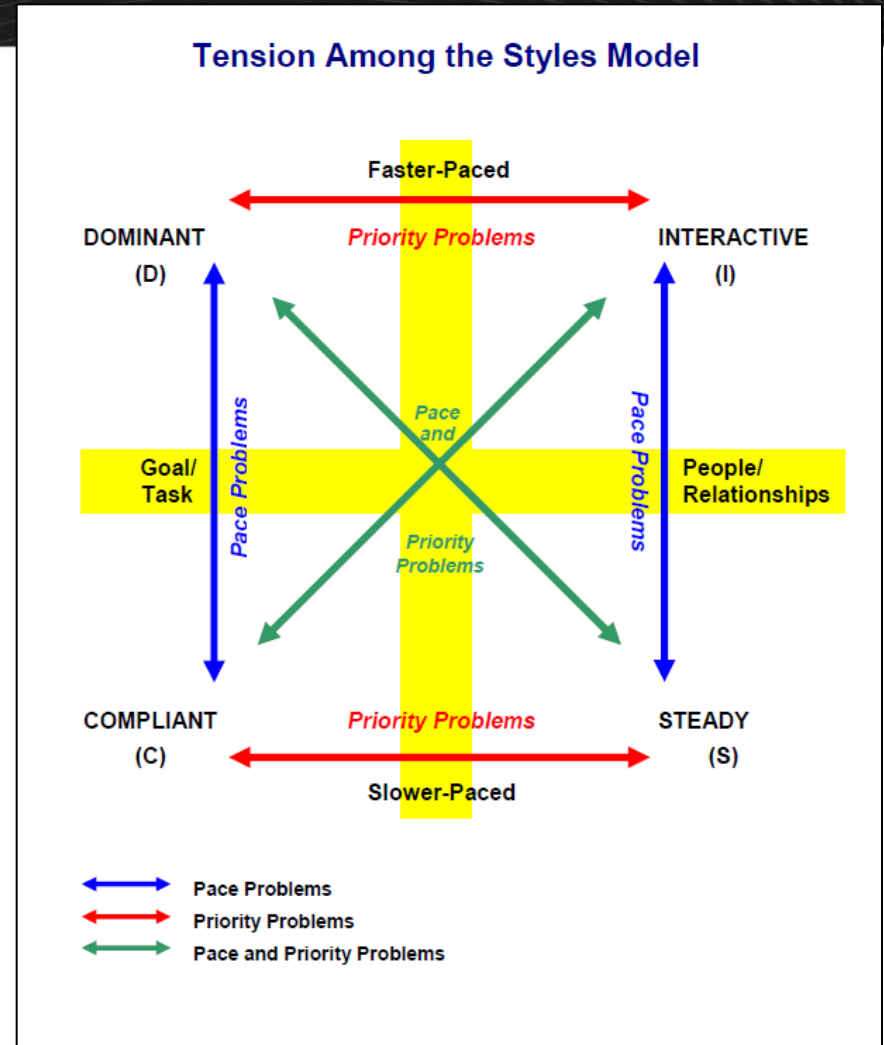 Tension Among the Styles Model
Faster-Paced
DOMINANT
(D)
Priority Problems
INTERACTIVE
(I)
Pace
and
Goal/
Task
Pace Problems
Pace Problems
People/
Relationships
Priority
Problems
COMPLIANT
(C)
Priority Problems
STEADY
(S)
Slower-Paced
Pace Problems
Priority Problems
Pace and Priority Problems